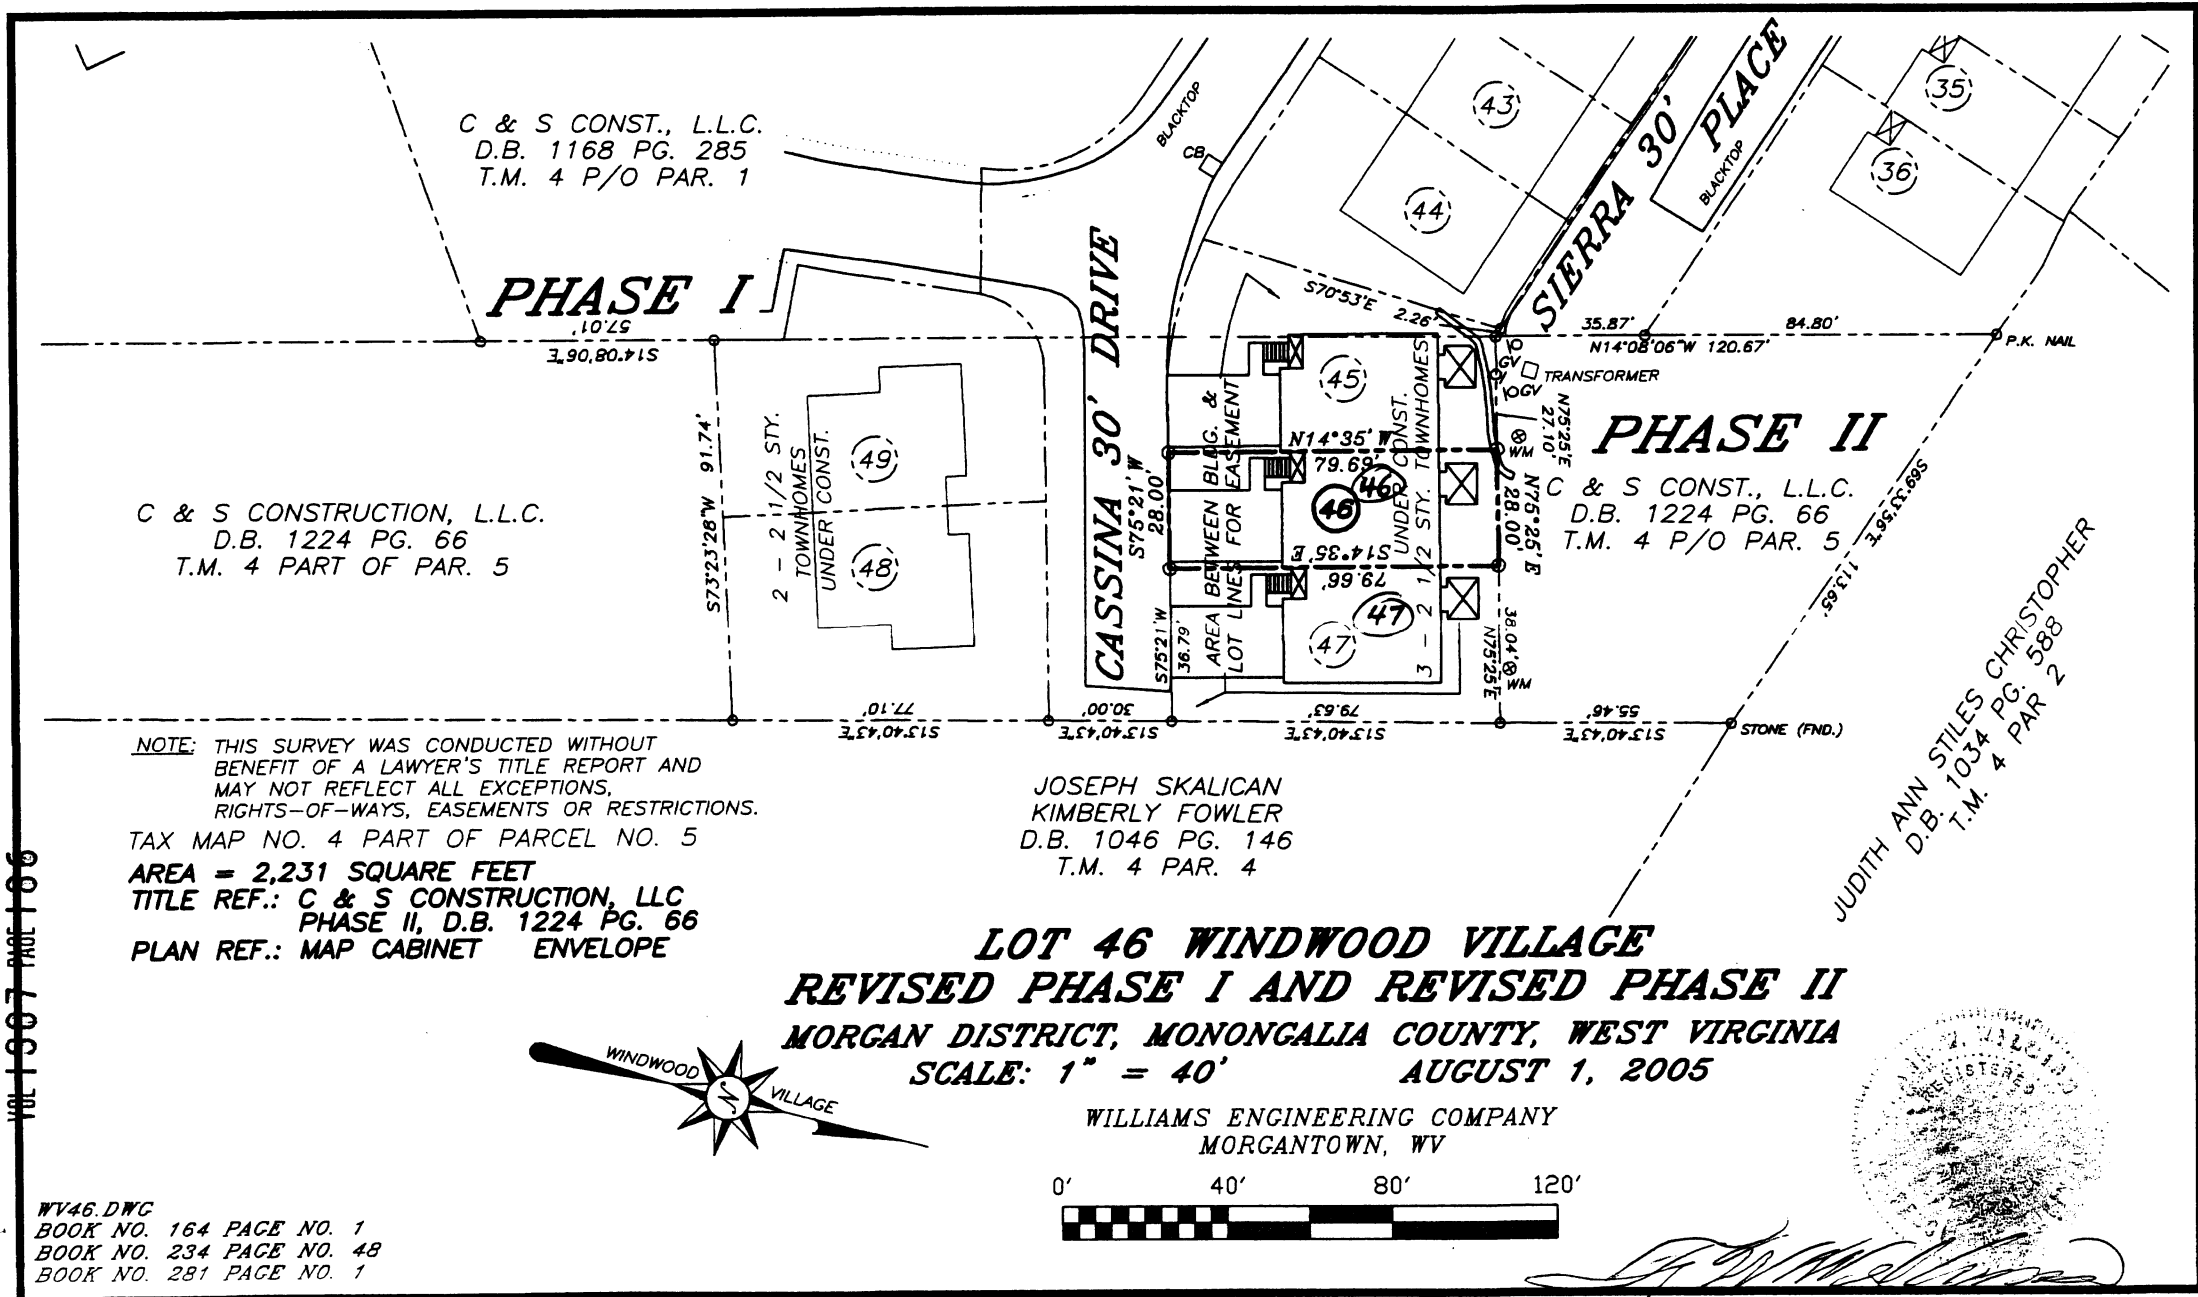 C & S CONST., L.L.C.
D.B. 1168 PG. 285
T.M. 4 P/O PAR. 1
PHASE I
57.01'
S14°08'06"E
BLACKTOP
CB
43
44
SIERRA 30' PLACE
BLACKTOP
35
36
S70°53'E 2.26'
35.87'
84.80'
N14°08'06"W 120.67'
P.K. NAIL
GV
TRANSFORMER
GV
N75°25'E
27.10'
WM
PHASE II
C & S CONST., L.L.C.
D.B. 1224 PG. 66
T.M. 4 P/O PAR. 5
S69°33'56"E
113.65'
JUDITH ANN STILES CHRISTOPHER
D.B. 1034 PG. 588
T.M. 4 PAR 2
C & S CONSTRUCTION, L.L.C.
D.B. 1224 PG. 66
T.M. 4 PART OF PAR. 5
S73°23'28"W 91.74'
2 - 2 1/2 STY.
TOWNHOMES
UNDER CONST.
49
48
CASSINA 30' DRIVE
S75°21'W
28.00'
S75°21'W
36.79'
AREA BETWEEN BLDG. &
LOT LINES FOR EASEMENT
45
N14°35'W
79.69'
46
46
S14°35'E
79.66'
47
47
UNDER CONST.
3 - 2 1/2 STY. TOWNHOMES
N75°25'E
28.00'
38.04'
N75°25'E
WM
77.10'
S13°40'43"E
30.00'
S13°40'43"E
79.63'
S13°40'43"E
55.46'
S13°40'43"E
STONE (FND.)
NOTE: THIS SURVEY WAS CONDUCTED WITHOUT
BENEFIT OF A LAWYER'S TITLE REPORT AND
MAY NOT REFLECT ALL EXCEPTIONS,
RIGHTS-OF-WAYS, EASEMENTS OR RESTRICTIONS.
TAX MAP NO. 4 PART OF PARCEL NO. 5
AREA = 2,231 SQUARE FEET
TITLE REF.: C & S CONSTRUCTION, LLC
PHASE II, D.B. 1224 PG. 66
PLAN REF.: MAP CABINET ENVELOPE
JOSEPH SKALICAN
KIMBERLY FOWLER
D.B. 1046 PG. 146
T.M. 4 PAR. 4
LOT 46 WINDWOOD VILLAGE
REVISED PHASE I AND REVISED PHASE II
MORGAN DISTRICT, MONONGALIA COUNTY, WEST VIRGINIA
SCALE: 1" = 40' AUGUST 1, 2005
WILLIAMS ENGINEERING COMPANY
MORGANTOWN, WV
WINDWOOD VILLAGE
N
0' 40' 80' 120'
REGISTERED
VOL 1307 PAGE 186
WV46.DWG
BOOK NO. 164 PAGE NO. 1
BOOK NO. 234 PAGE NO. 48
BOOK NO. 281 PAGE NO. 1